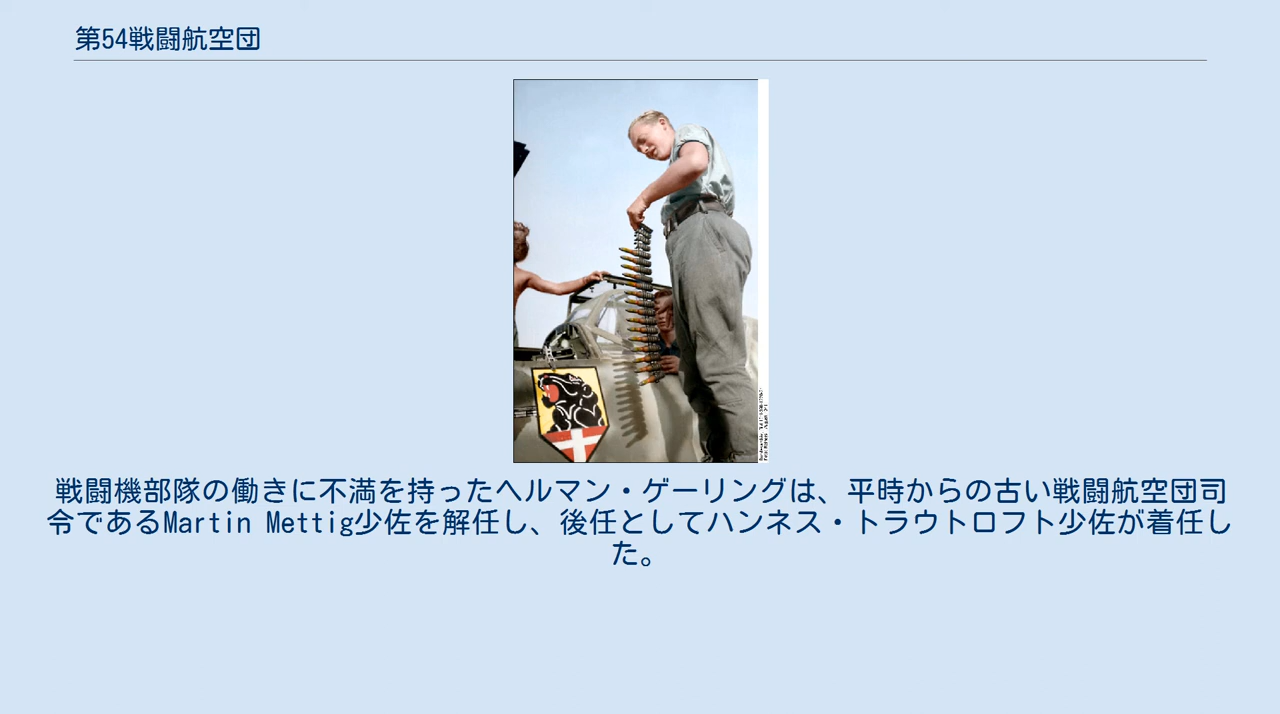 第54戦闘航空団
戦闘機部隊の働きに不満を持ったヘルマン・ゲーリングは、平時からの古い戦闘航空団司
令であるMartin Mettig少佐を解任し、後任としてハンネス・トラウトロフト少佐が着任し
た。